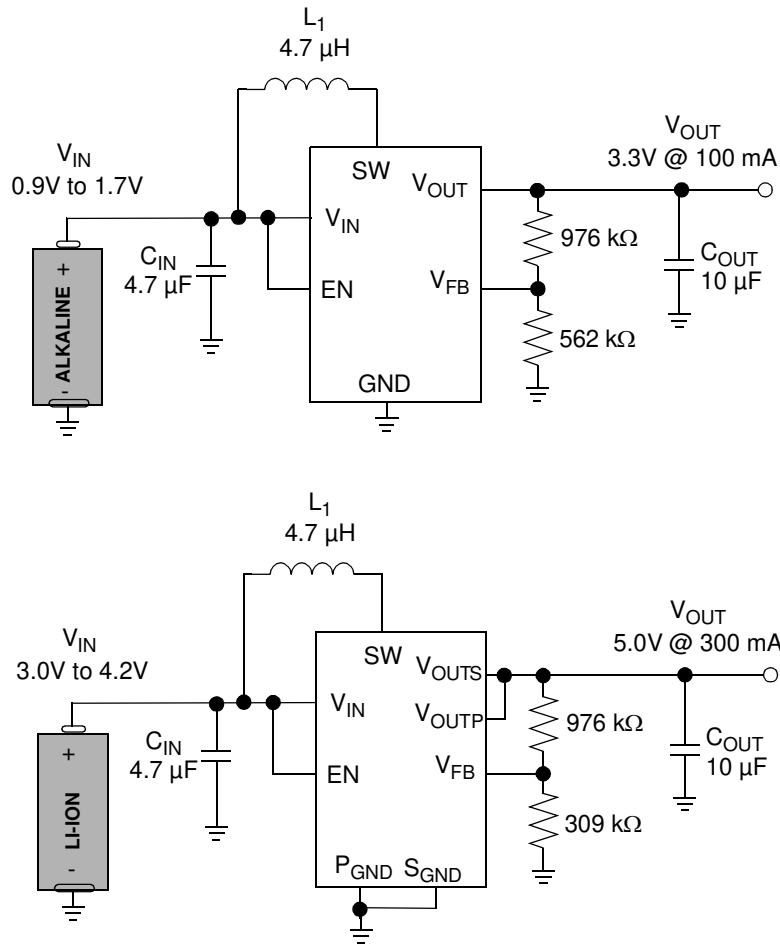 L1
4.7 µH
VIN
0.9V to 1.7V
VOUT
3.3V @ 100 mA
SW
VOUT
VIN
CIN
4.7 µF
EN
VFB
976 kΩ
COUT
10 µF
562 kΩ
GND
+
ALKALINE
-
L1
4.7 µH
VIN
3.0V to 4.2V
VOUT
5.0V @ 300 mA
SW
VOUTS
VIN
VOUTP
CIN
4.7 µF
EN
VFB
976 kΩ
COUT
10 µF
309 kΩ
PGND
SGND
+
LI-ION
-